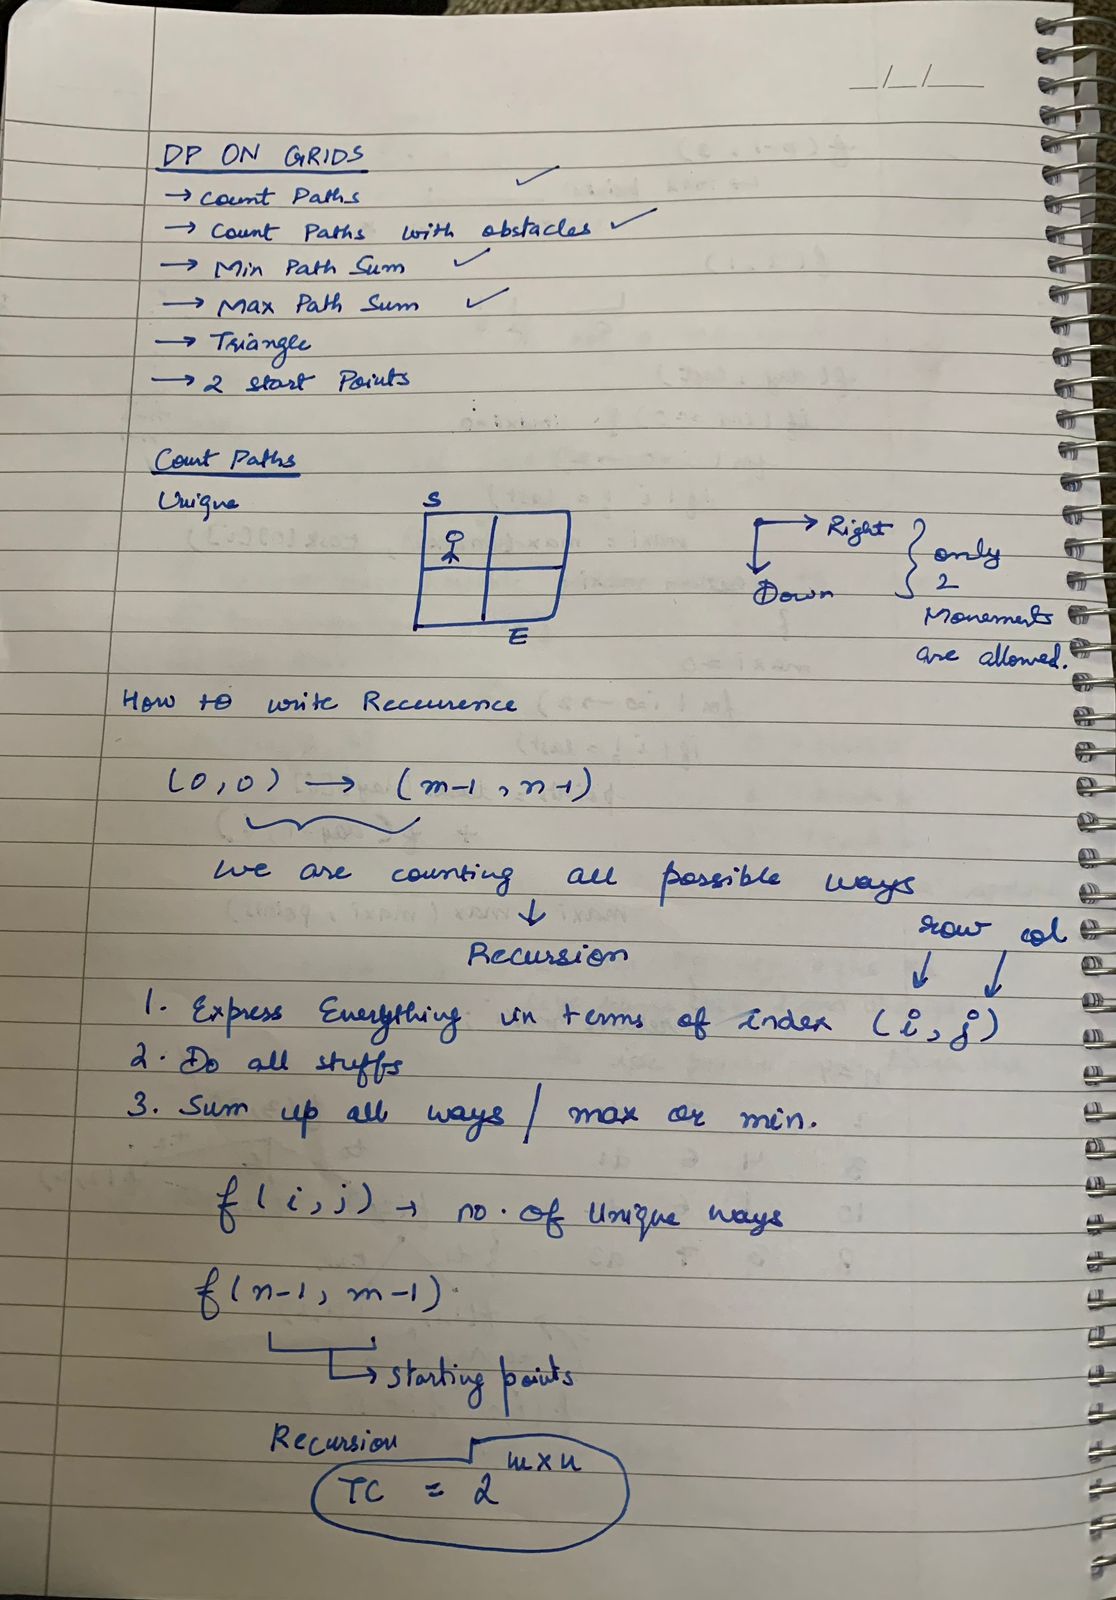 _/_/_
DP ON GRIDS
→ Count Paths ✓
→ Count Paths with obstacles ✓
→ Min Path Sum ✓
→ Max Path Sum ✓
→ Triangle
→ 2 start Points
Count Paths
Unique
S
E
→ Right
↓ Down
} only
2
Movements
are allowed.
How to write Recurrence
(0,0) → (m-1, n-1)
We are counting all possible ways
↓
Recursion
row col
↓ ↓
1. Express Everything in terms of index (i, j)
2. Do all stuffs
3. Sum up all ways / max or min.
f(i, j) → no. of Unique ways
f(n-1, m-1)
→ starting points
Recursion
TC = 2^{m×n}